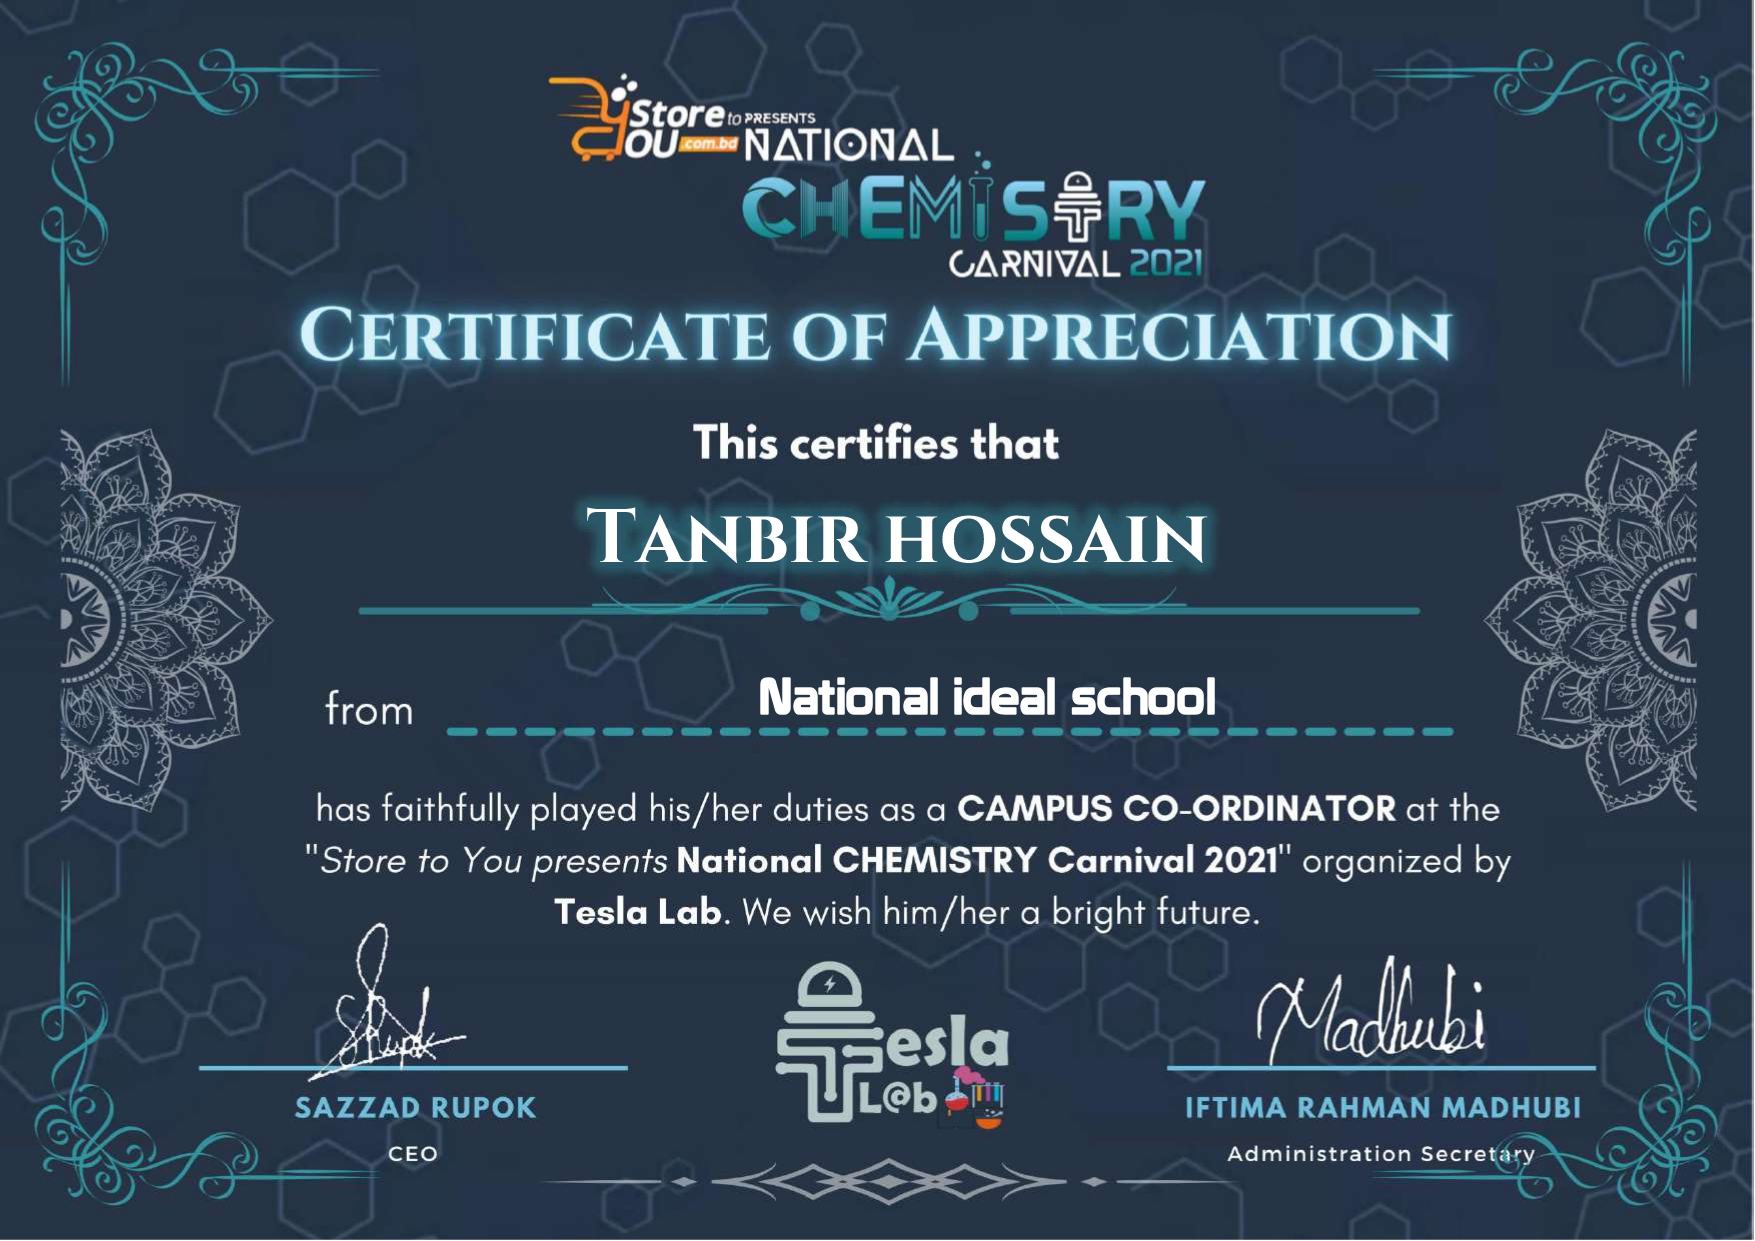 Store to PRESENTS
YOU.com.bd NATIONAL
CHEMISTRY
CARNIVAL 2021
CERTIFICATE OF APPRECIATION
This certifies that
TANBIR HOSSAIN
from National ideal school
has faithfully played his/her duties as a CAMPUS CO-ORDINATOR at the
"Store to You presents National CHEMISTRY Carnival 2021" organized by
Tesla Lab. We wish him/her a bright future.
Rupok
Madhubi
Tesla
L@b
SAZZAD RUPOK
IFTIMA RAHMAN MADHUBI
CEO
Administration Secretary